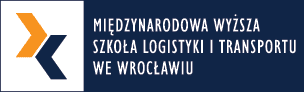 MIĘDZYNARODOWA WYŻSZA
SZKOŁA LOGISTYKI I TRANSPORTU
WE WROCŁAWIU